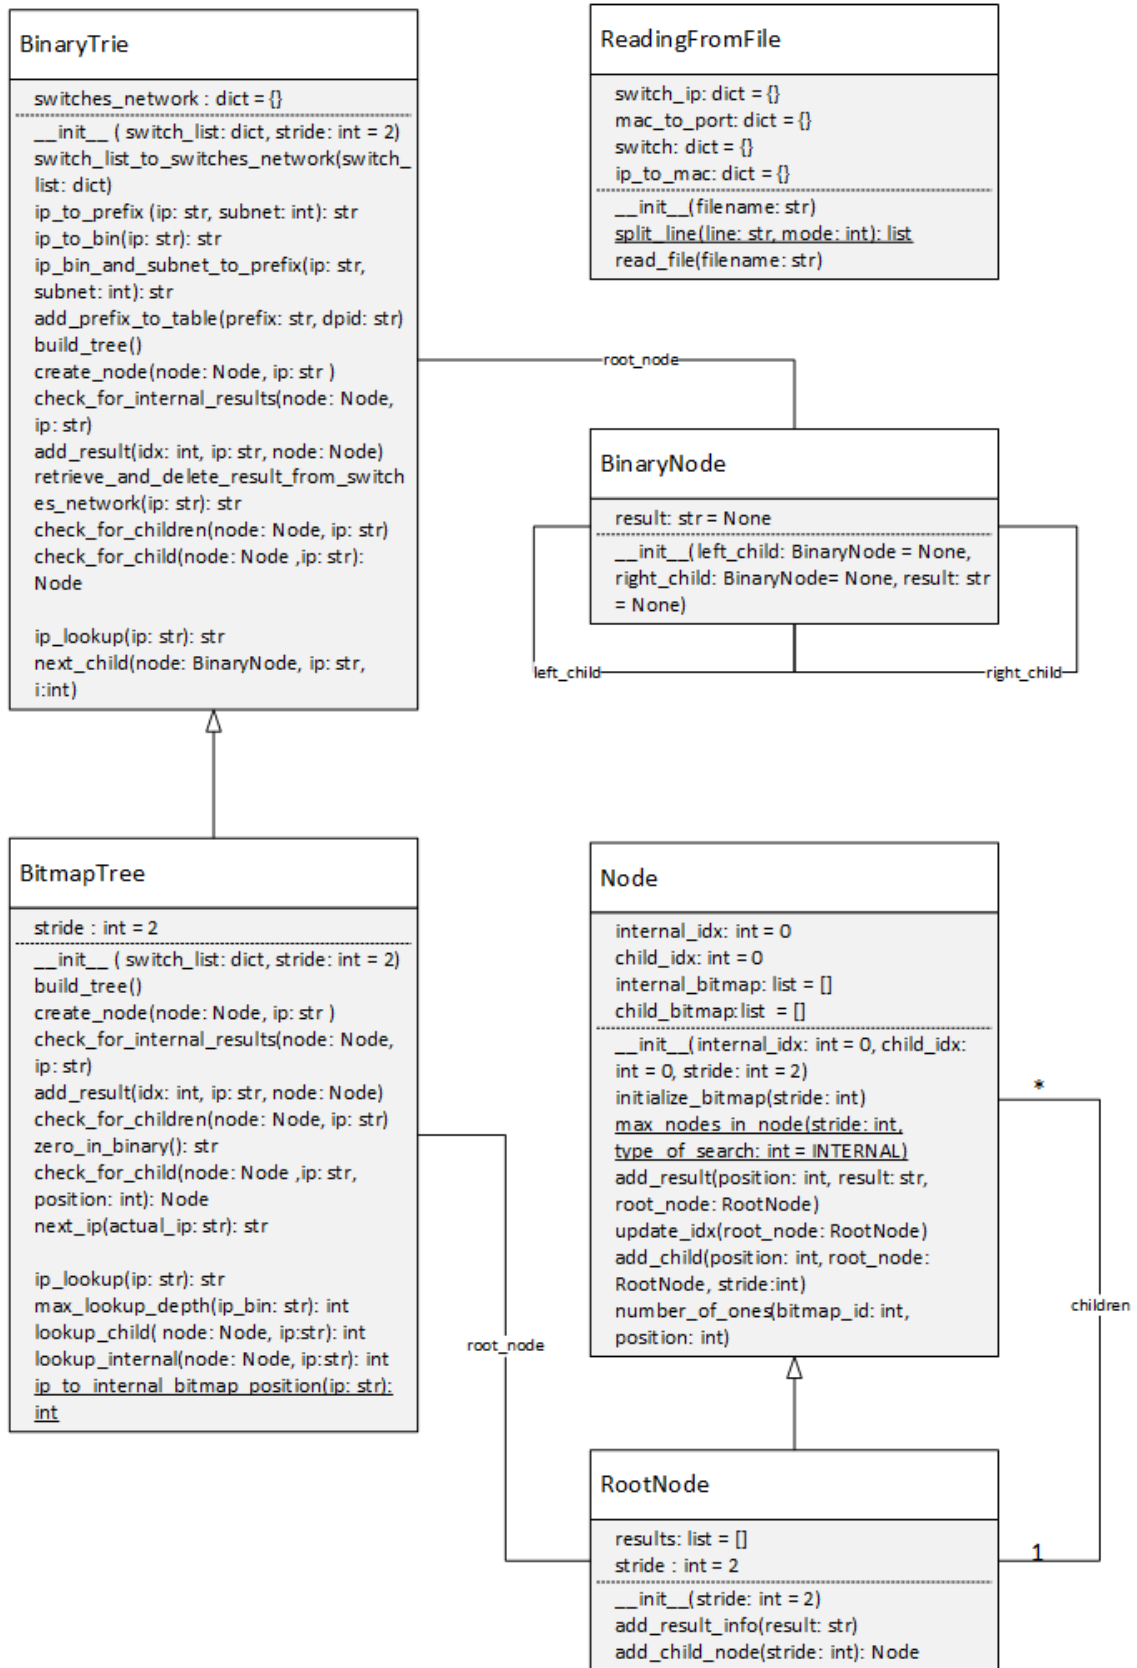 BinaryTrie
switches_network : dict = {}
__init__ ( switch_list: dict, stride: int = 2)
switch_list_to_switches_network(switch_
list: dict)
ip_to_prefix (ip: str, subnet: int): str
ip_to_bin(ip: str): str
ip_bin_and_subnet_to_prefix(ip: str,
subnet: int): str
add_prefix_to_table(prefix: str, dpid: str)
build_tree()
create_node(node: Node, ip: str )
check_for_internal_results(node: Node,
ip: str)
add_result(idx: int, ip: str, node: Node)
retrieve_and_delete_result_from_switch
es_network(ip: str): str
check_for_children(node: Node, ip: str)
check_for_child(node: Node ,ip: str):
Node
ip_lookup(ip: str): str
next_child(node: BinaryNode, ip: str,
i:int)
ReadingFromFile
switch_ip: dict = {}
mac_to_port: dict = {}
switch: dict = {}
ip_to_mac: dict = {}
__init__(filename: str)
split_line(line: str, mode: int): list
read_file(filename: str)
root_node
BinaryNode
result: str = None
__init__(left_child: BinaryNode = None,
right_child: BinaryNode= None, result: str
= None)
left_child
right_child
BitmapTree
stride : int = 2
__init__ ( switch_list: dict, stride: int = 2)
build_tree()
create_node(node: Node, ip: str )
check_for_internal_results(node: Node,
ip: str)
add_result(idx: int, ip: str, node: Node)
check_for_children(node: Node, ip: str)
zero_in_binary(): str
check_for_child(node: Node ,ip: str,
position: int): Node
next_ip(actual_ip: str): str
ip_lookup(ip: str): str
max_lookup_depth(ip_bin: str): int
lookup_child( node: Node, ip:str): int
lookup_internal(node: Node, ip:str): int
ip_to_internal_bitmap_position(ip: str):
int
root_node
Node
internal_idx: int = 0
child_idx: int = 0
internal_bitmap: list = []
child_bitmap:list  = []
__init__(internal_idx: int = 0, child_idx:
int = 0, stride: int = 2)
initialize_bitmap(stride: int)
max_nodes_in_node(stride: int,
type_of_search: int = INTERNAL)
add_result(position: int, result: str,
root_node: RootNode)
update_idx(root_node: RootNode)
add_child(position: int, root_node:
RootNode, stride:int)
number_of_ones(bitmap_id: int,
position: int)
*
children
1
RootNode
results: list = []
stride : int = 2
__init__(stride: int = 2)
add_result_info(result: str)
add_child_node(stride: int): Node